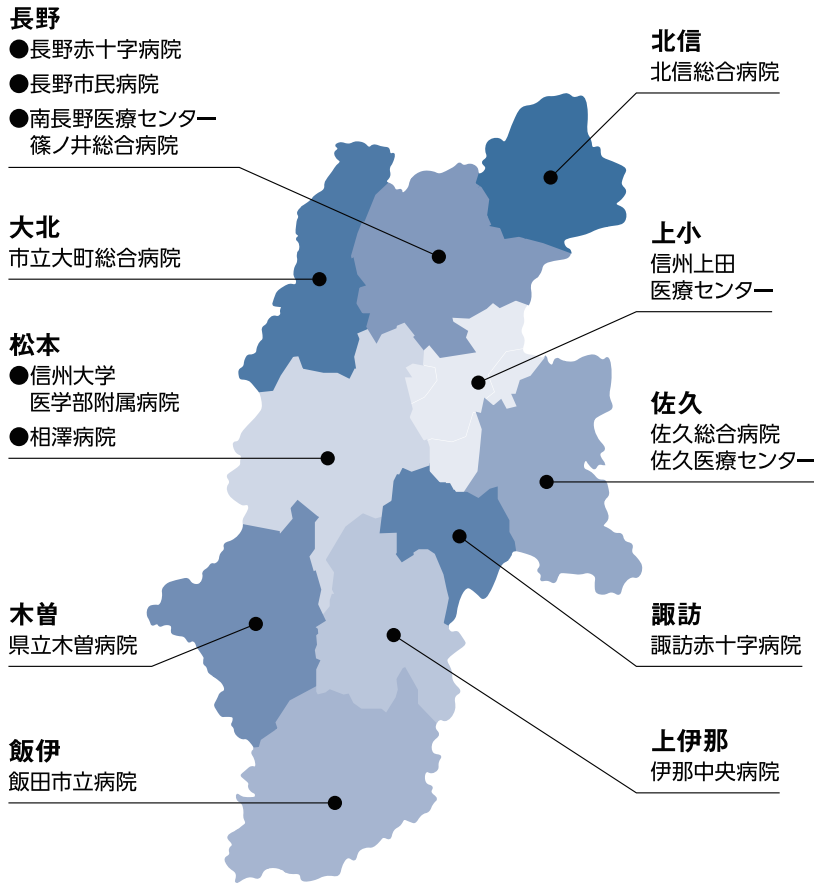 長野
●長野赤十字病院
●長野市民病院
●南長野医療センター
篠ノ井総合病院
大北
市立大町総合病院
松本
●信州大学
医学部附属病院
●相澤病院
木曽
県立木曽病院
飯伊
飯田市立病院
北信
北信総合病院
上小
信州上田
医療センター
佐久
佐久総合病院
佐久医療センター
諏訪
諏訪赤十字病院
上伊那
伊那中央病院